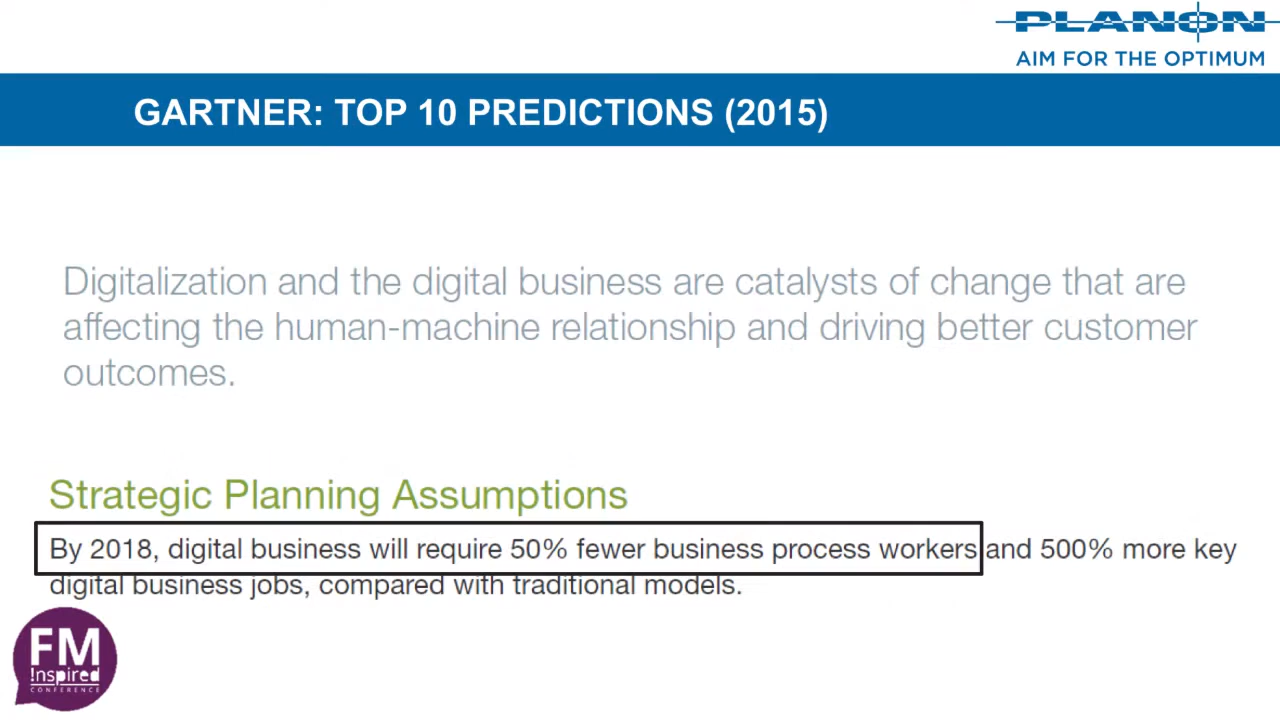 PLANON
AIM FOR THE OPTIMUM
GARTNER: TOP 10 PREDICTIONS (2015)
Digitalization and the digital business are catalysts of change that are
affecting the human-machine relationship and driving better customer
outcomes.
Strategic Planning Assumptions
By 2018, digital business will require 50% fewer business process workers and 500% more key
digital business jobs, compared with traditional models.
FM
!nspired
CONFERENCE